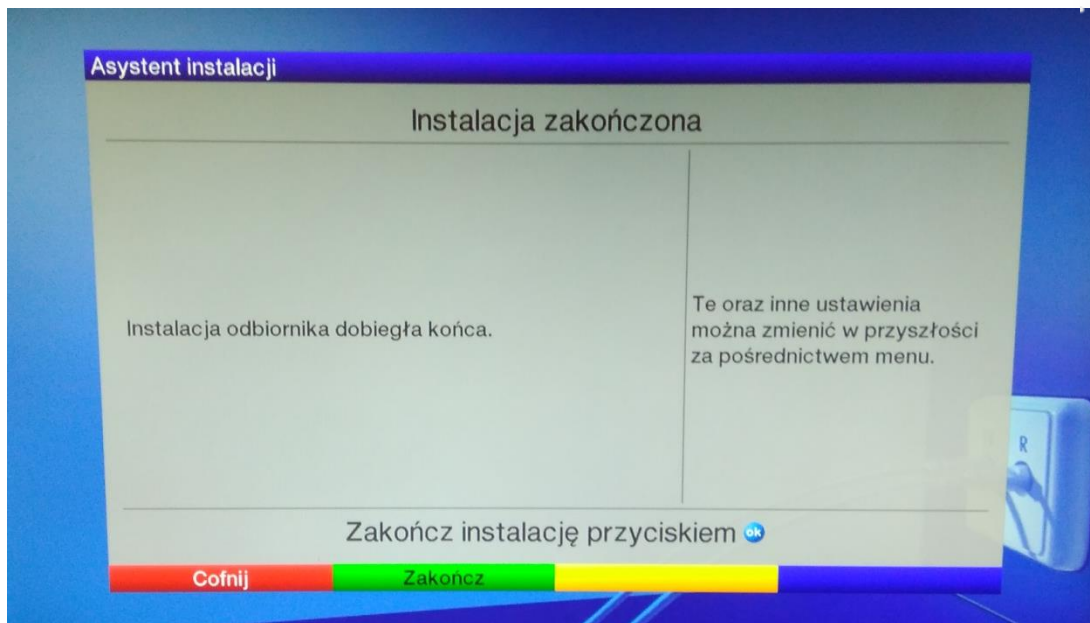 Asystent instalacji
Instalacja zakończona
Instalacja odbiornika dobiegła końca.
Te oraz inne ustawienia
można zmienić w przyszłości
za pośrednictwem menu.
R
Zakończ instalację przyciskiem ok
Cofnij
Zakończ